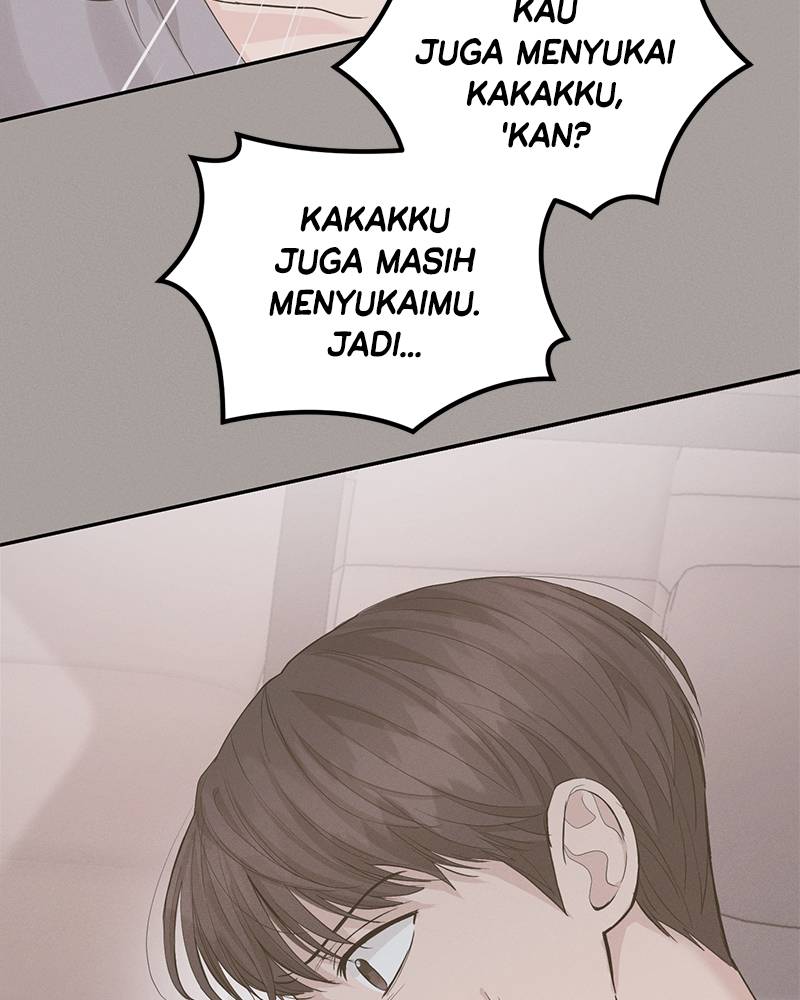 KAU
JUGA MENYUKAI
KAKAKKU,
'KAN?
KAKAKKU
JUGA MASIH
MENYUKAIMU.
JADI...